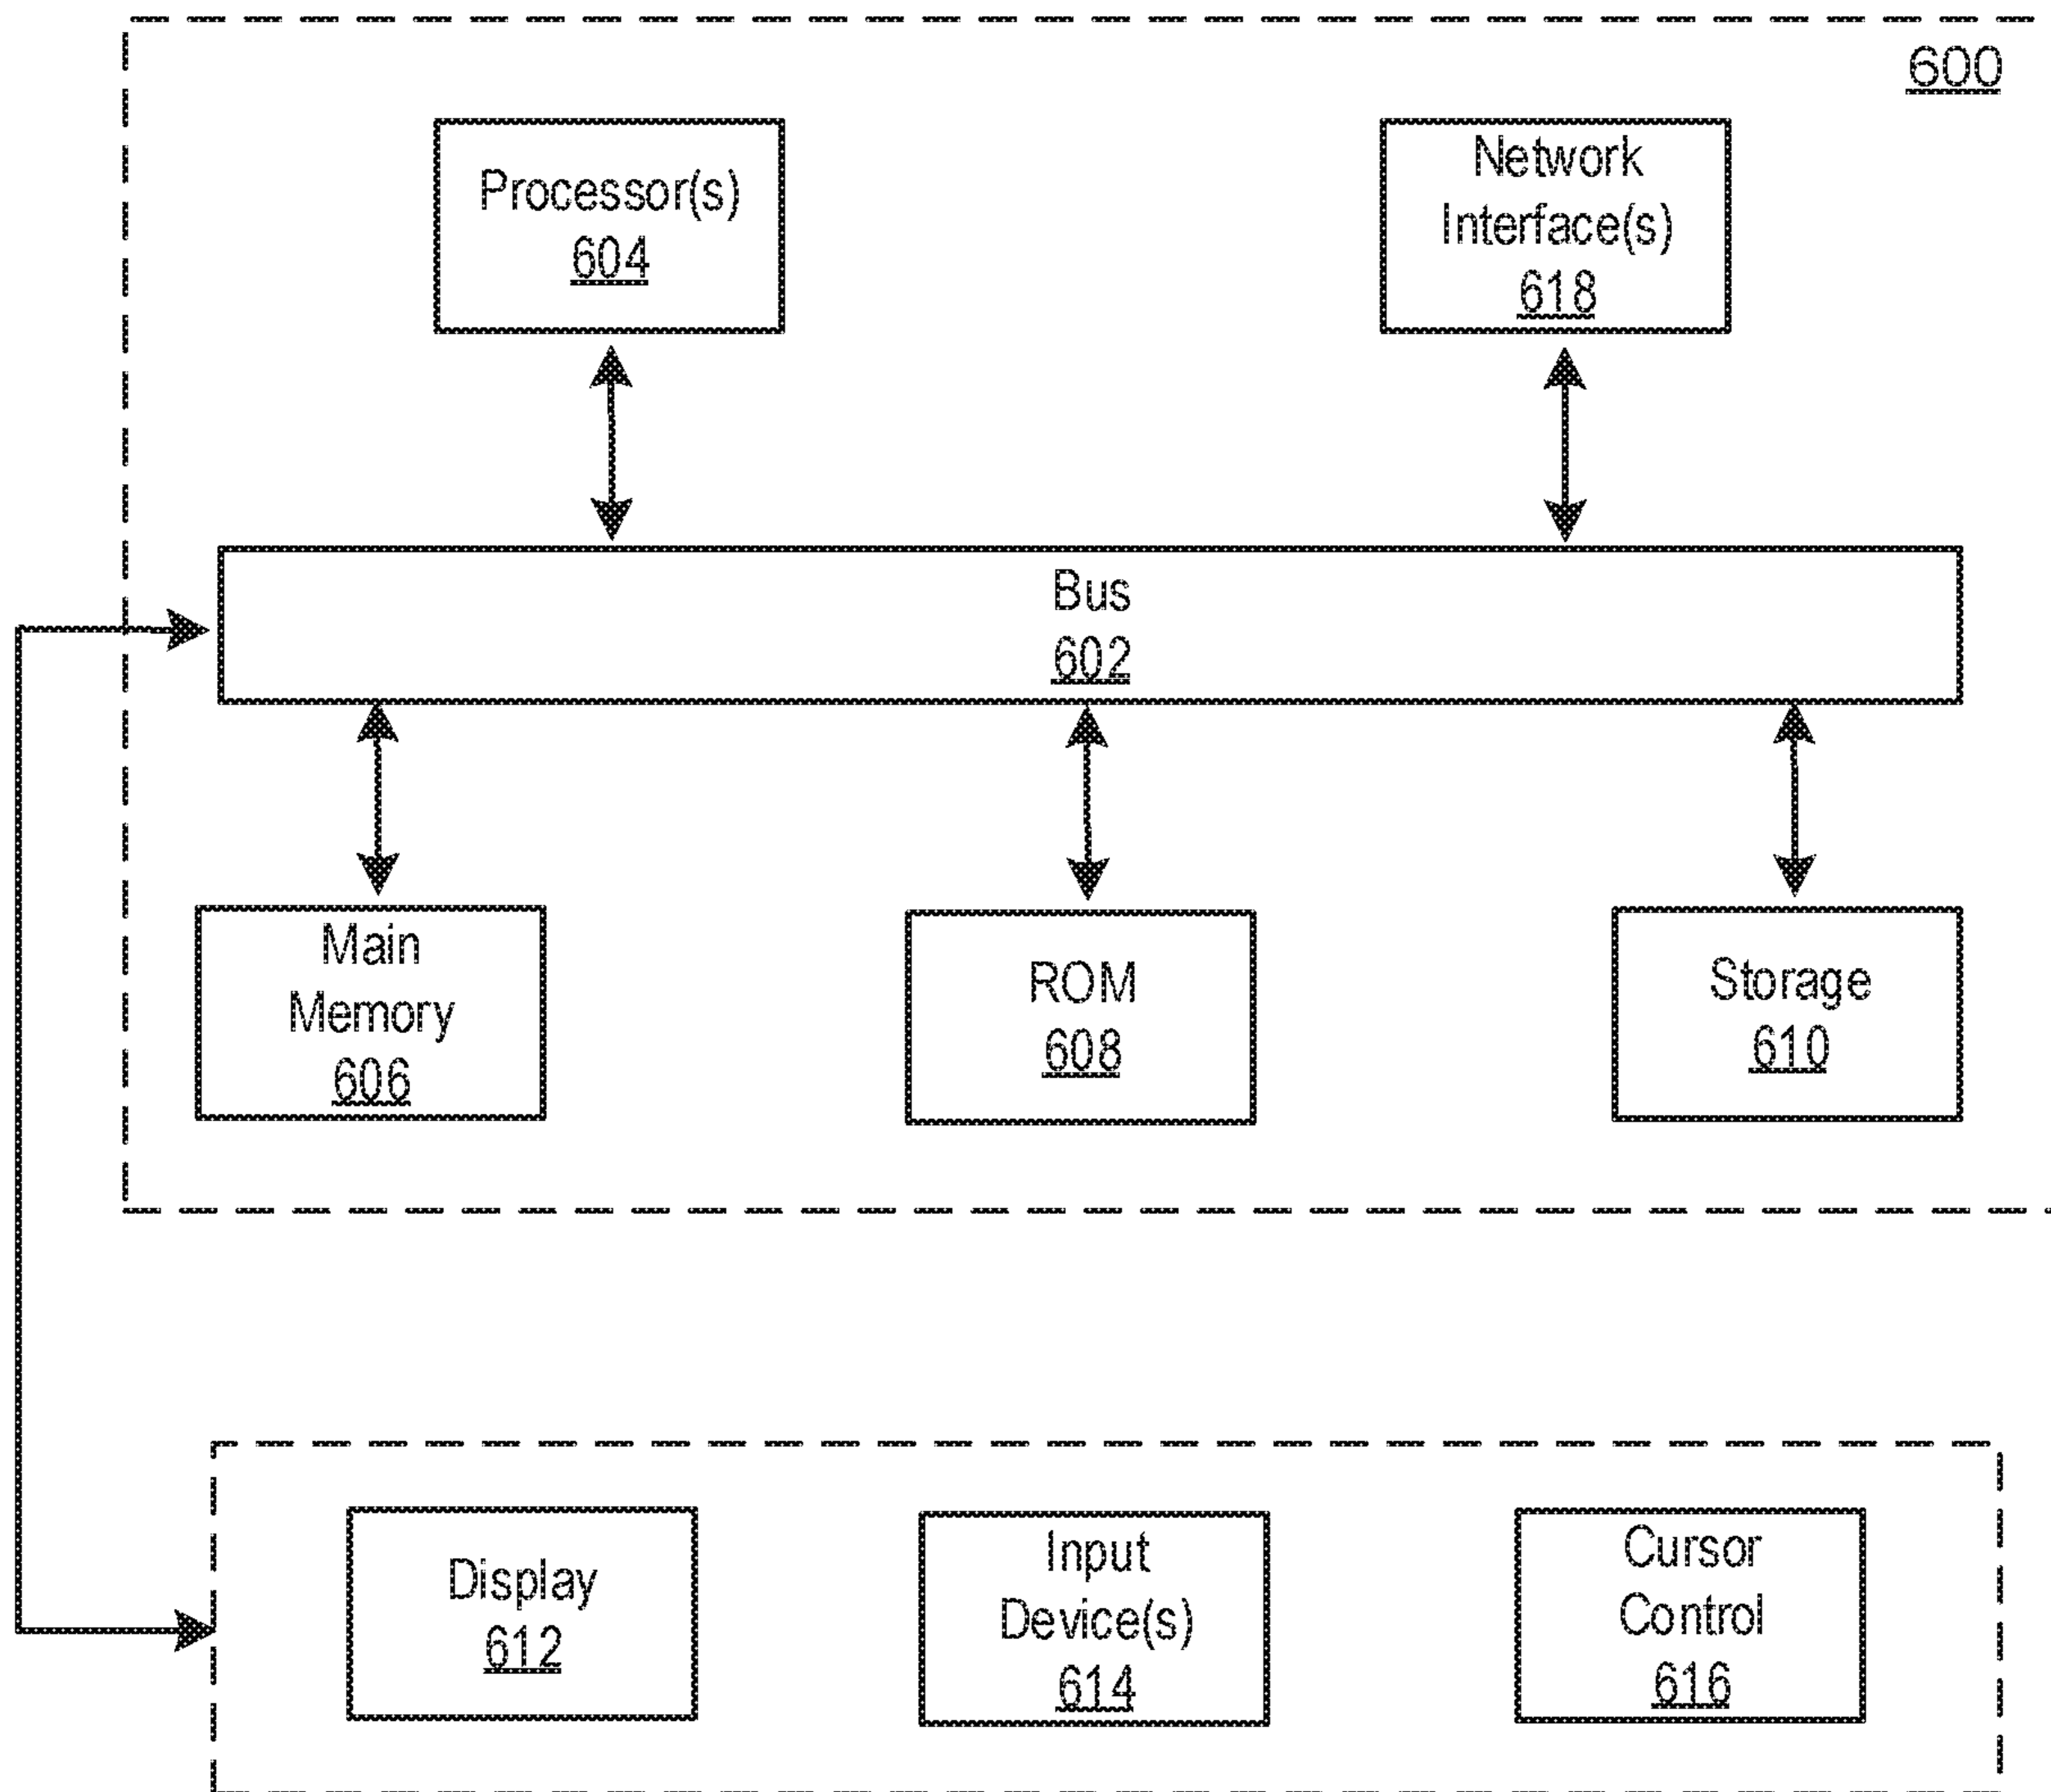 600
Processor(s)
604
Network
Interface(s)
618
Bus
602
Main
Memory
606
ROM
608
Storage
610
Display
612
Input
Device(s)
614
Cursor
Control
616